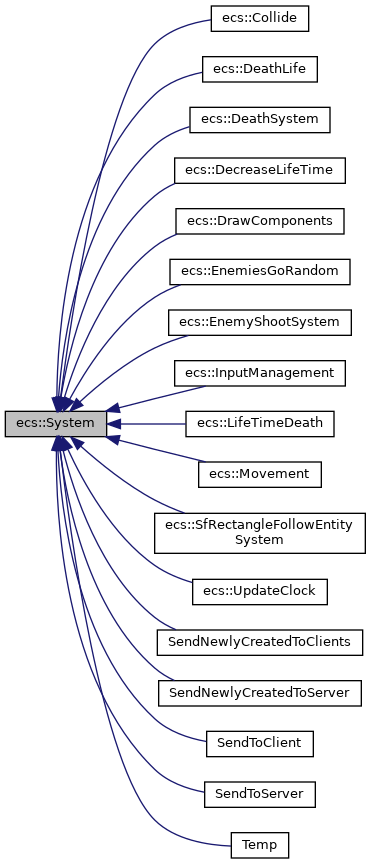 ecs::Collide
ecs::DeathLife
ecs::DeathSystem
ecs::DecreaseLifeTime
ecs::DrawComponents
ecs::EnemiesGoRandom
ecs::EnemyShootSystem
ecs::InputManagement
ecs::System
ecs::LifeTimeDeath
ecs::Movement
ecs::SfRectangleFollowEntity
System
ecs::UpdateClock
SendNewlyCreatedToClients
SendNewlyCreatedToServer
SendToClient
SendToServer
Temp